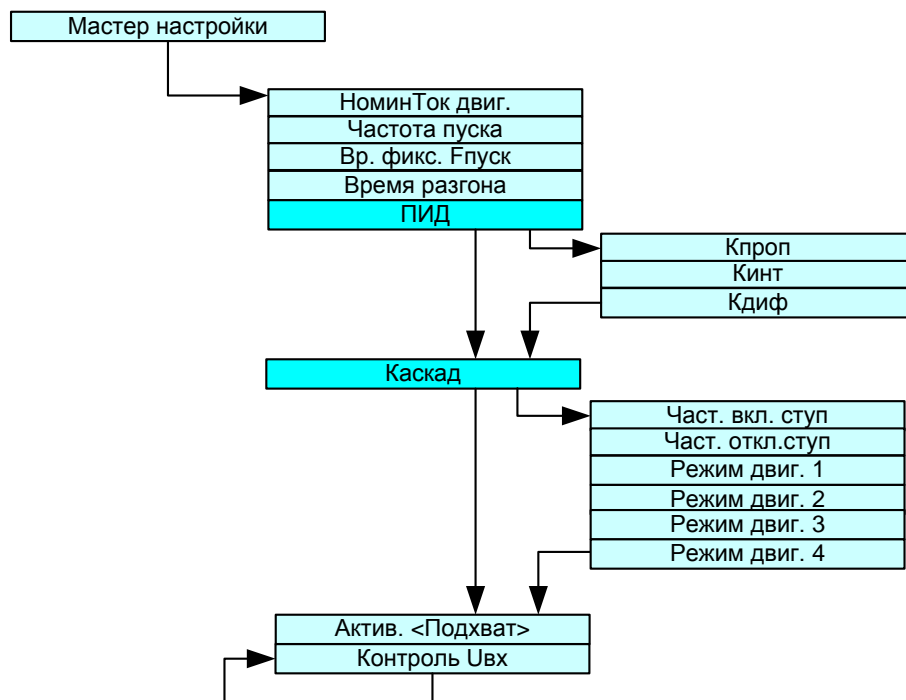 Мастер настройки
НоминТок двиг.
Частота пуска
Вр. фикс. Fпуск
Время разгона
ПИД
Кпроп
Кинт
Кдиф
Каскад
Част. вкл. ступ
Част. откл.ступ
Режим двиг. 1
Режим двиг. 2
Режим двиг. 3
Режим двиг. 4
Актив. <Подхват>
Контроль Uвх